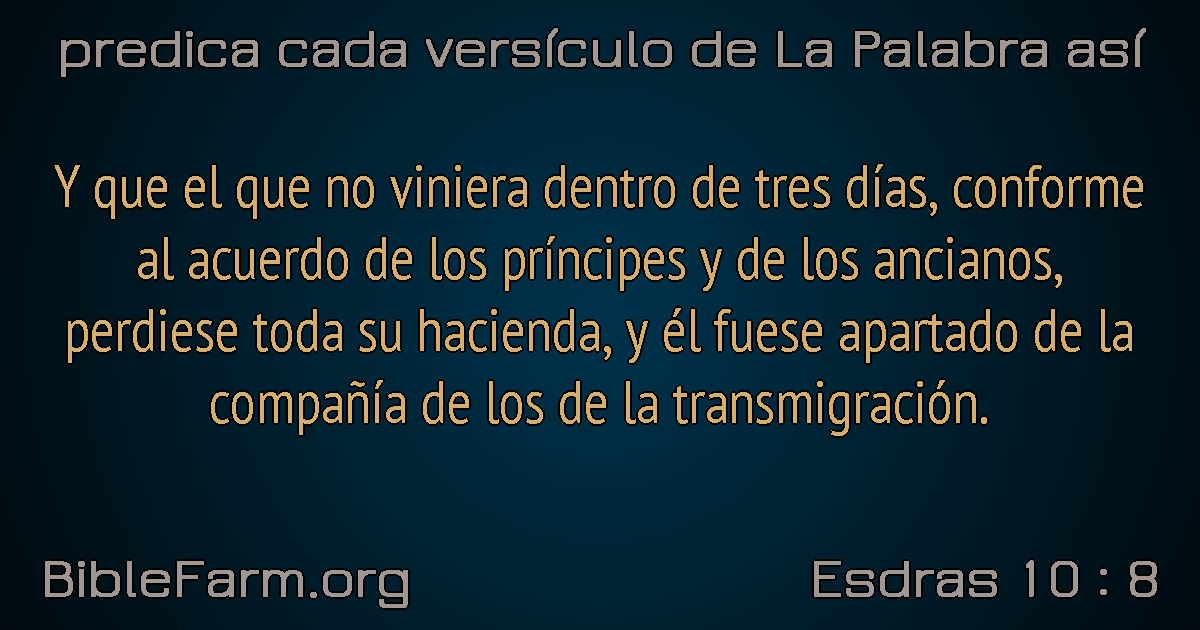 predica cada versículo de La Palabra así
Y que el que no viniera dentro de tres días, conforme
al acuerdo de los príncipes y de los ancianos,
perdiese toda su hacienda, y él fuese apartado de la
compañía de los de la transmigración.
BibleFarm.org
Esdras 10 : 8